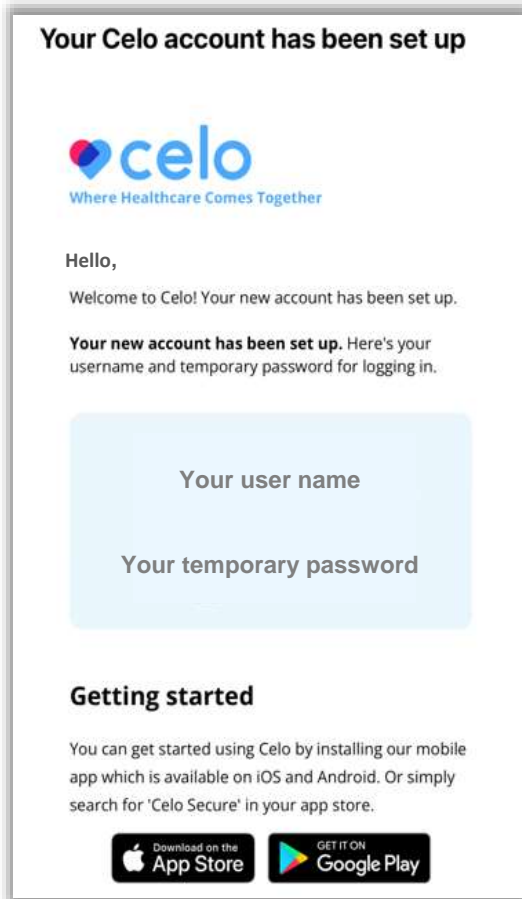 Your Celo account has been set up
celo
Where Healthcare Comes Together
Hello,
Welcome to Celo! Your new account has been set up.
Your new account has been set up. Here's your
username and temporary password for logging in.
Your user name
Your temporary password
Getting started
You can get started using Celo by installing our mobile
app which is available on iOS and Android. Or simply
search for 'Celo Secure' in your app store.
Download on the
App Store
GET IT ON
Google Play